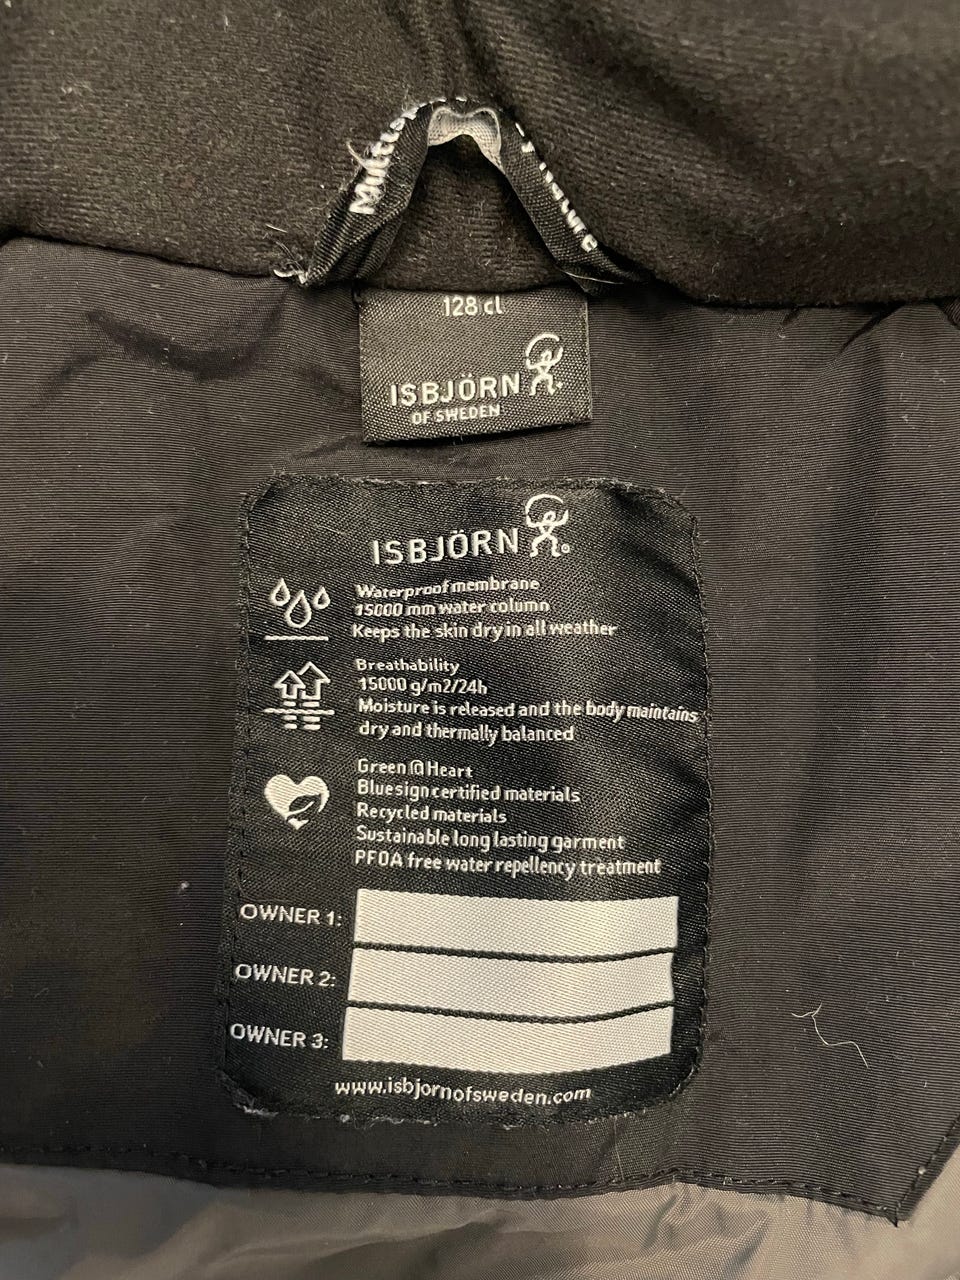 128 cl
ISBJÖRN
OF SWEDEN
ISBJÖRN
Waterproof membrane
15000 mm water column
Keeps the skin dry in all weather
Breathability
15000 g/m2/24h
Moisture is released and the body maintains
dry and thermally balanced
Green @ Heart
Bluesign certified materials
Recycled materials
Sustainable long lasting garment
PFOA free water repellency treatment
OWNER 1:
OWNER 2:
OWNER 3:
www.isbjornofsweden.com